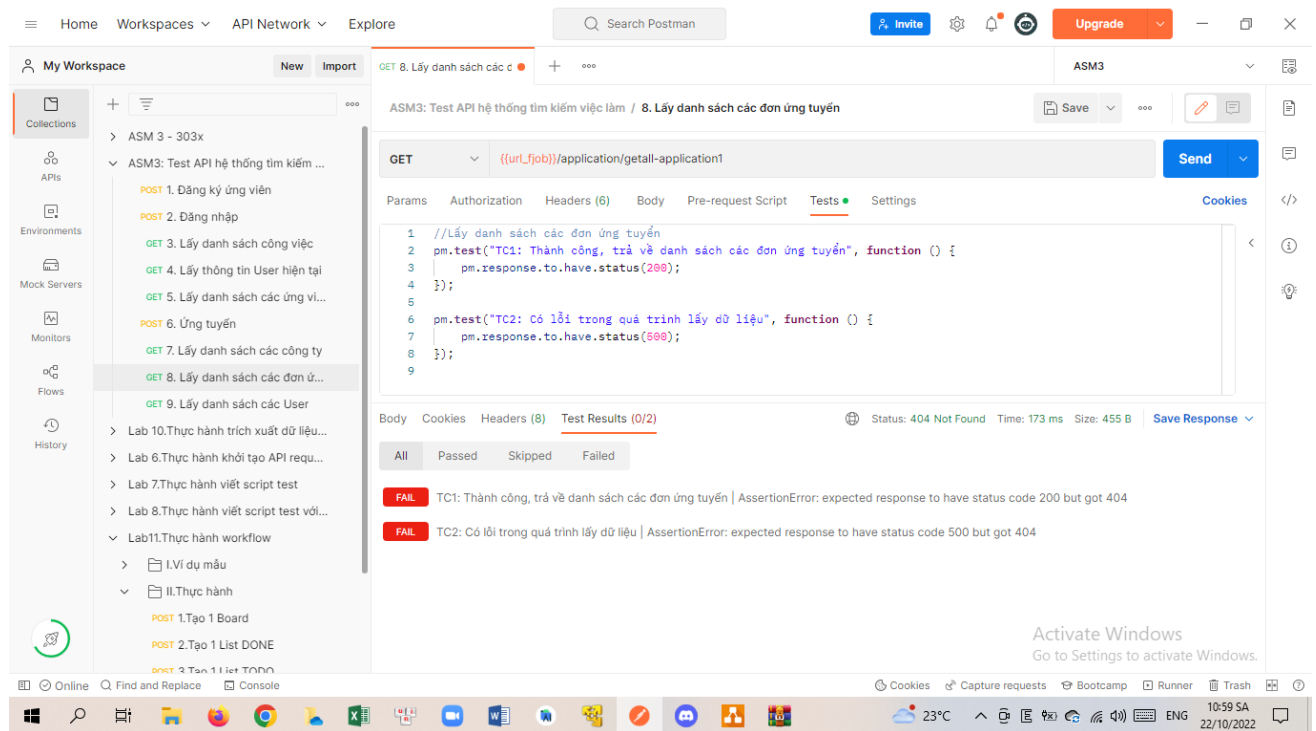 Home Workspaces API Network Explore Search Postman Invite Upgrade
My Workspace New Import GET 8. Lấy danh sách các đ ASM3
Collections
APIs
Environments
Mock Servers
Monitors
Flows
History
ASM 3 - 303x
ASM3: Test API hệ thống tìm kiếm ...
POST 1. Đăng ký ứng viên
POST 2. Đăng nhập
GET 3. Lấy danh sách công việc
GET 4. Lấy thông tin User hiện tại
GET 5. Lấy danh sách các ứng vi...
POST 6. Ứng tuyển
GET 7. Lấy danh sách các công ty
GET 8. Lấy danh sách các đơn ứ...
GET 9. Lấy danh sách các User
Lab 10.Thực hành trích xuất dữ liệu...
Lab 6.Thực hành khởi tạo API requ...
Lab 7.Thực hành viết script test
Lab 8.Thực hành viết script test với...
Lab11.Thực hành workflow
I.Ví dụ mẫu
II.Thực hành
POST 1.Tạo 1 Board
POST 2.Tạo 1 List DONE
POST 3.Tạo 1 List TODO
ASM3: Test API hệ thống tìm kiếm việc làm / 8. Lấy danh sách các đơn ứng tuyển Save
GET {{url_fjob}}/application/getall-application1 Send
Params Authorization Headers (6) Body Pre-request Script Tests Settings Cookies
1 //Lấy danh sách các đơn ứng tuyển
2 pm.test("TC1: Thành công, trả về danh sách các đơn ứng tuyển", function () {
3 pm.response.to.have.status(200);
4 });
5
6 pm.test("TC2: Có lỗi trong quá trình lấy dữ liệu", function () {
7 pm.response.to.have.status(500);
8 });
9
Body Cookies Headers (8) Test Results (0/2) Status: 404 Not Found Time: 173 ms Size: 455 B Save Response
All Passed Skipped Failed
FAIL TC1: Thành công, trả về danh sách các đơn ứng tuyển | AssertionError: expected response to have status code 200 but got 404
FAIL TC2: Có lỗi trong quá trình lấy dữ liệu | AssertionError: expected response to have status code 500 but got 404
Activate Windows
Go to Settings to activate Windows.
Online Find and Replace Console Cookies Capture requests Bootcamp Runner Trash
23°C ENG 10:59 SA
22/10/2022